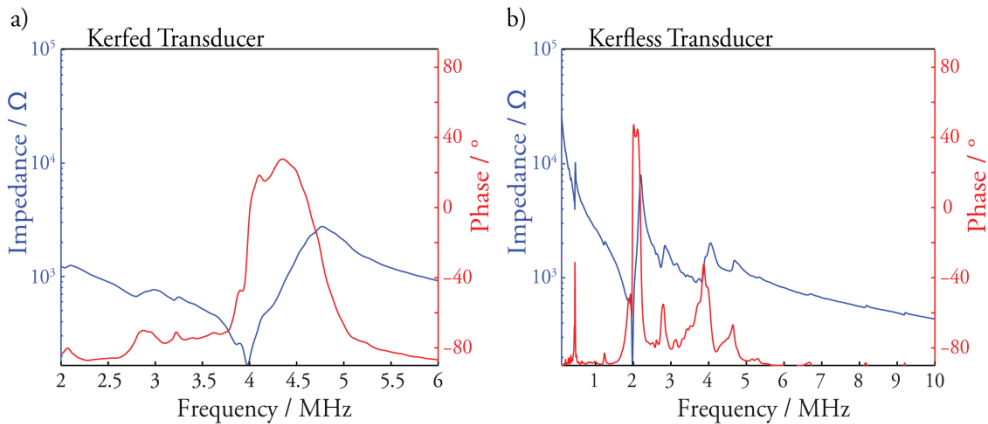 a)
Kerfed Transducer
10^5
10^4
10^3
Impedance / Ω
80
40
0
−40
−80
Phase / °
2 2.5 3 3.5 4 4.5 5 5.5 6
Frequency / MHz
b)
Kerfless Transducer
10^5
10^4
10^3
Impedance / Ω
80
40
0
−40
−80
Phase / °
1 2 3 4 5 6 7 8 9 10
Frequency / MHz